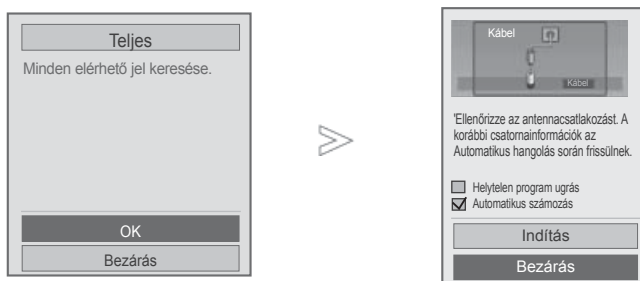 Teljes
Minden elérhető jel keresése.
OK
Bezárás
Kábel
Kábel
'Ellenőrizze az antennacsatlakozást. A
korábbi csatornainformációk az
Automatikus hangolás során frissülnek.
Helytelen program ugrás
Automatikus számozás
Indítás
Bezárás